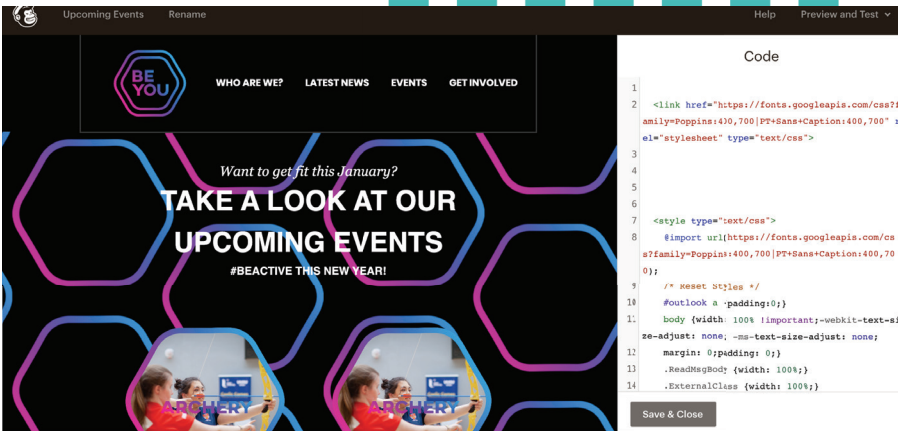 Upcoming Events Rename Help Preview and Test
BE
YOU
WHO ARE WE? LATEST NEWS EVENTS GET INVOLVED
Want to get fit this January?
TAKE A LOOK AT OUR
UPCOMING EVENTS
#BEACTIVE THIS NEW YEAR!
ARCHERY ARCHERY
Code
1
2 <link href="https://fonts.googleapis.com/css?f
amily=Poppins:400,700|PT+Sans+Caption:400,700" r
el="stylesheet" type="text/css">
3
4
5
6
7 <style type="text/css">
8 @import url(https://fonts.googleapis.com/cs
s?family=Poppins:400,700|PT+Sans+Caption:400,70
0);
9 /* Reset Styles */
10 #outlook a {padding:0;}
11 body {width: 100% !important;-webkit-text-si
ze-adjust: none; -ms-text-size-adjust: none;
12 margin: 0;padding: 0;}
13 .ReadMsgBody {width: 100%;}
14 .ExternalClass {width: 100%;}
Save & Close